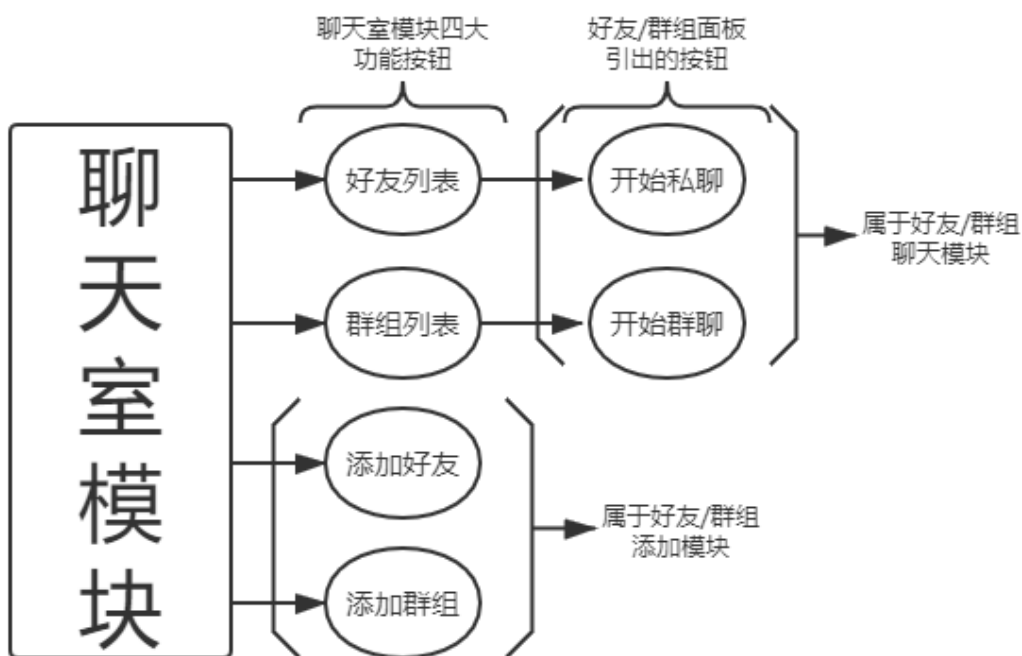 聊天室模块四大
功能按钮
好友/群组面板
引出的按钮
聊
天
室
模
块
好友列表
开始私聊
属于好友/群组
聊天模块
群组列表
开始群聊
添加好友
属于好友/群组
添加模块
添加群组